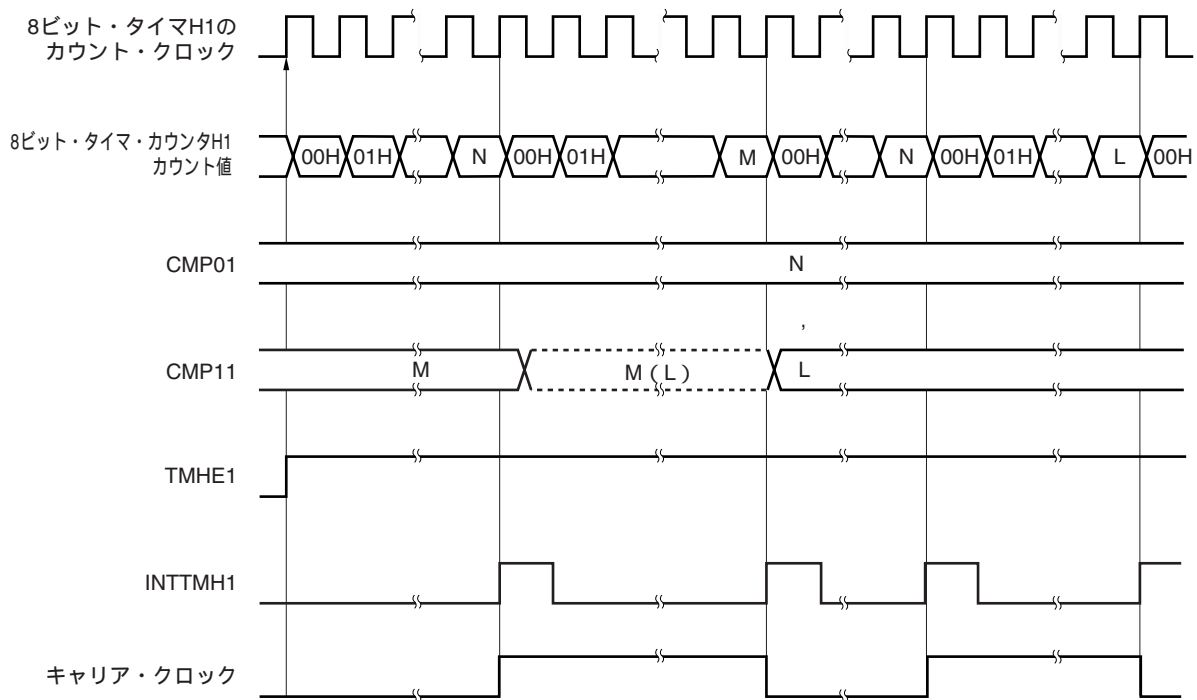 8ビット・タイマH1の
カウント・クロック
8ビット・タイマ・カウンタH1
カウント値
00H 01H N 00H 01H M 00H N 00H 01H L 00H
CMP01
N
,
CMP11
M M(L) L
TMHE1
INTTMH1
キャリア・クロック